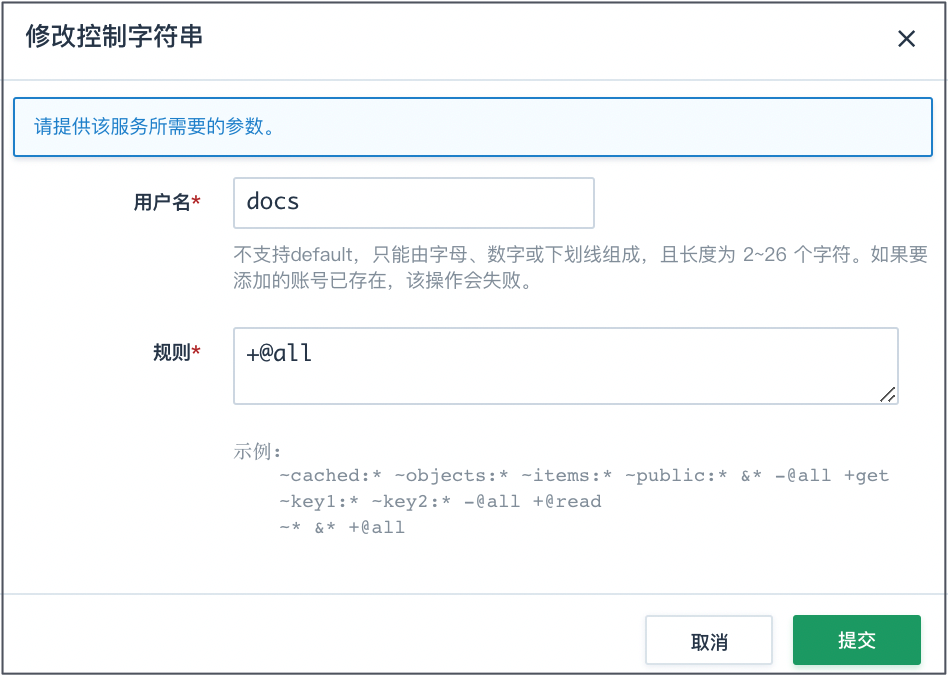 修改控制字符串
请提供该服务所需要的参数。
用户名*
docs
不支持default，只能由字母、数字或下划线组成，且长度为 2~26 个字符。如果要
添加的账号已存在，该操作会失败。
规则*
+@all
示例：
~cached:* ~objects:* ~items:* ~public:* &* -@all +get
~key1:* ~key2:* -@all +@read
~* &* +@all
取消
提交